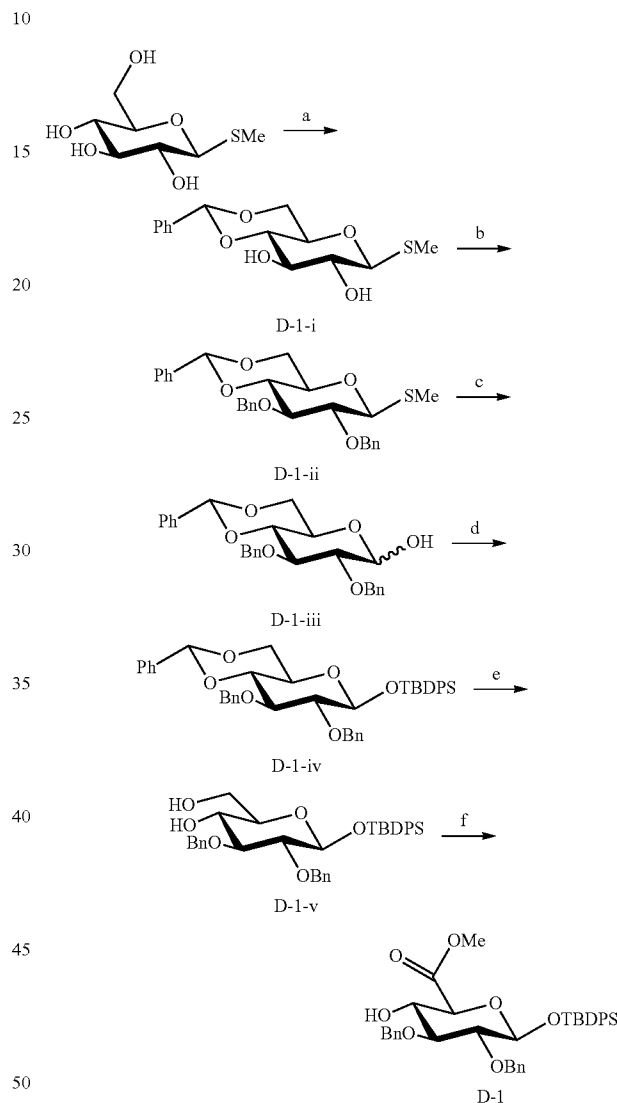 10
OH
O
HO
SMe
a
15
HO
OH
Ph
O
O
O
SMe
b
HO
20
OH
D-1-i
Ph
O
O
O
SMe
c
BnO
25
OBn
D-1-ii
Ph
O
O
O
OH
d
30
BnO
OBn
D-1-iii
Ph
O
O
O
35
OTBDPS
e
BnO
OBn
D-1-iv
40
HO
O
HO
OTBDPS
f
BnO
OBn
D-1-v
45
OMe
O
O
HO
OTBDPS
BnO
OBn
50
D-1